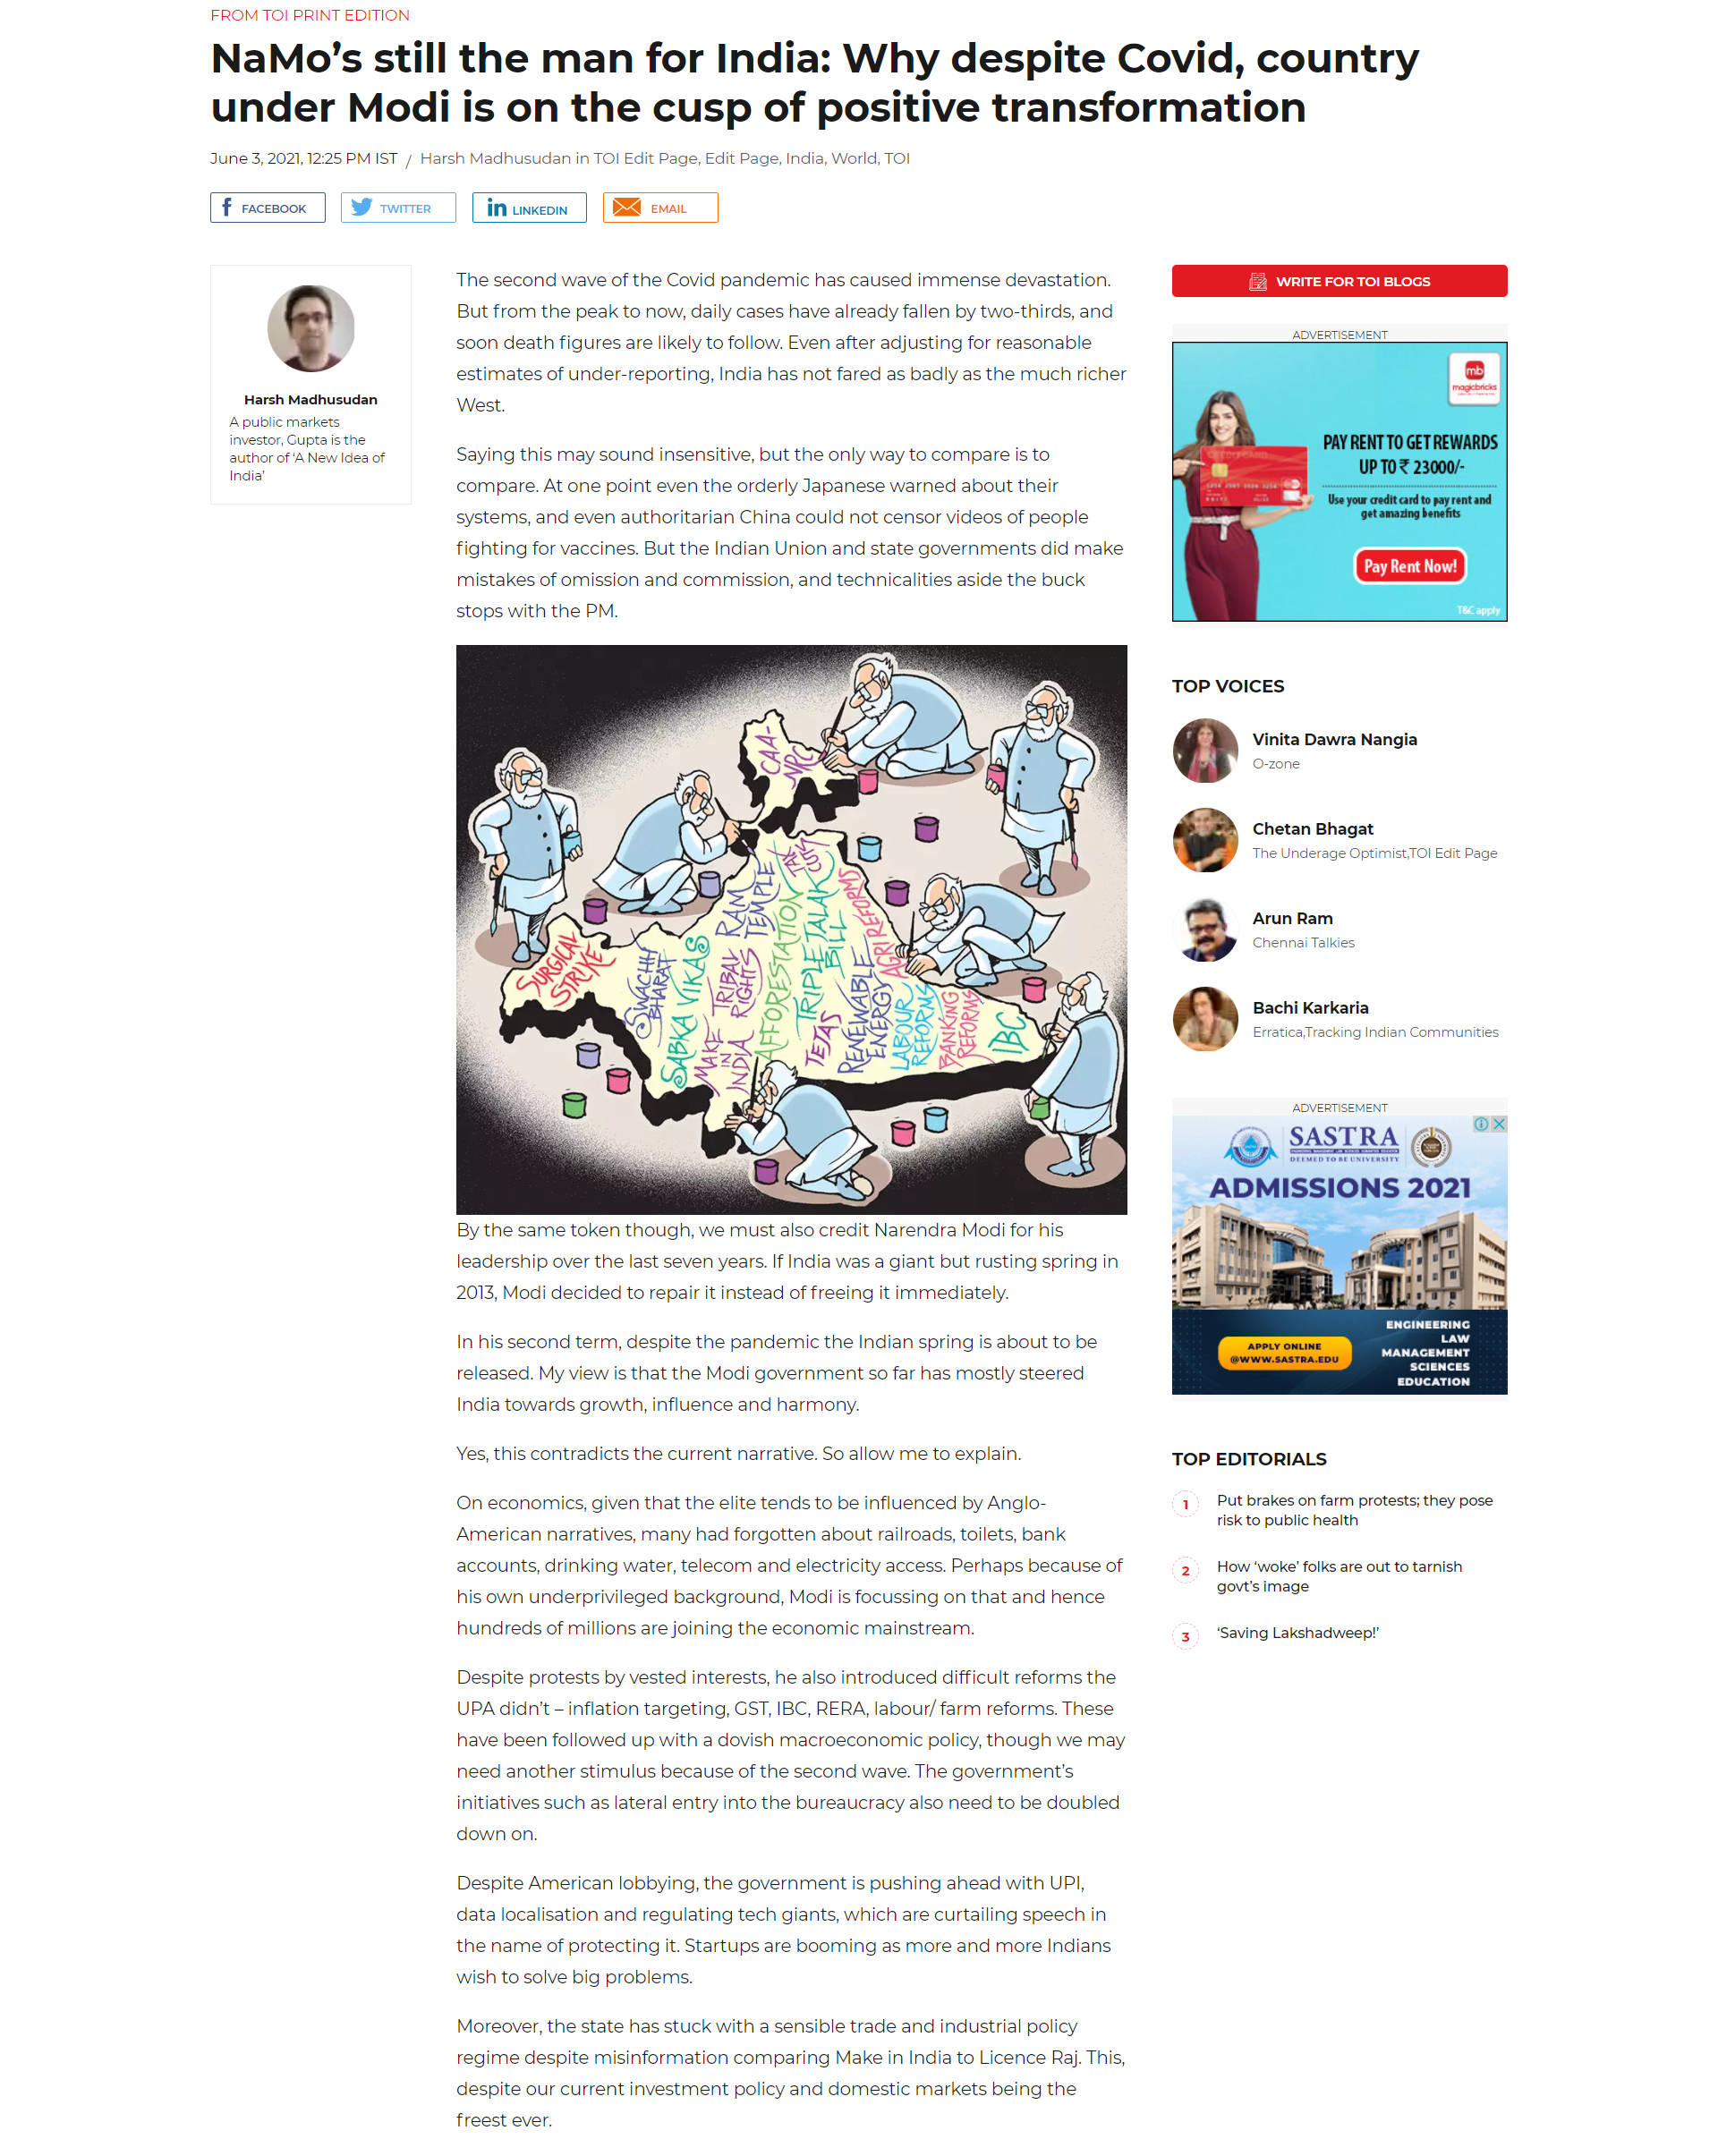 FROM TOI PRINT EDITION
NaMo’s still the man for India: Why despite Covid, country
under Modi is on the cusp of positive transformation
June 3, 2021, 12:25 PM IST / Harsh Madhusudan in TOI Edit Page, Edit Page, India, World, TOI
FACEBOOK
TWITTER
LINKEDIN
EMAIL
Harsh Madhusudan
A public markets
investor, Gupta is the
author of ‘A New Idea of
India’
The second wave of the Covid pandemic has caused immense devastation.
But from the peak to now, daily cases have already fallen by two-thirds, and
soon death figures are likely to follow. Even after adjusting for reasonable
estimates of under-reporting, India has not fared as badly as the much richer
West.
Saying this may sound insensitive, but the only way to compare is to
compare. At one point even the orderly Japanese warned about their
systems, and even authoritarian China could not censor videos of people
fighting for vaccines. But the Indian Union and state governments did make
mistakes of omission and commission, and technicalities aside the buck
stops with the PM.
CAA-
NRC
TAX
CUT
RAM
TEMPLE
SURGICAL
STRIKE
SWACHH
BHARAT
SABKA VIKAS
MAKE
IN
INDIA
TRIBAL
RIGHTS
AFFORESTATION
TRIPLE TALAK
BILL
TEJAS
RENEWABLE
ENERGY
AGRI REFORMS
LABOUR
REFORMS
BANKING
REFORMS
IBC
By the same token though, we must also credit Narendra Modi for his
leadership over the last seven years. If India was a giant but rusting spring in
2013, Modi decided to repair it instead of freeing it immediately.
In his second term, despite the pandemic the Indian spring is about to be
released. My view is that the Modi government so far has mostly steered
India towards growth, influence and harmony.
Yes, this contradicts the current narrative. So allow me to explain.
On economics, given that the elite tends to be influenced by Anglo-
American narratives, many had forgotten about railroads, toilets, bank
accounts, drinking water, telecom and electricity access. Perhaps because of
his own underprivileged background, Modi is focussing on that and hence
hundreds of millions are joining the economic mainstream.
Despite protests by vested interests, he also introduced difficult reforms the
UPA didn’t – inflation targeting, GST, IBC, RERA, labour/ farm reforms. These
have been followed up with a dovish macroeconomic policy, though we may
need another stimulus because of the second wave. The government’s
initiatives such as lateral entry into the bureaucracy also need to be doubled
down on.
Despite American lobbying, the government is pushing ahead with UPI,
data localisation and regulating tech giants, which are curtailing speech in
the name of protecting it. Startups are booming as more and more Indians
wish to solve big problems.
Moreover, the state has stuck with a sensible trade and industrial policy
regime despite misinformation comparing Make in India to Licence Raj. This,
despite our current investment policy and domestic markets being the
freest ever.
WRITE FOR TOI BLOGS
ADVERTISEMENT
mb
magicbricks
PAY RENT TO GET REWARDS
UP TO ₹ 23000/-
Use your credit card to pay rent and
get amazing benefits
Pay Rent Now!
T&C apply
TOP VOICES
Vinita Dawra Nangia
O-zone
Chetan Bhagat
The Underage Optimist,TOI Edit Page
Arun Ram
Chennai Talkies
Bachi Karkaria
Erratica,Tracking Indian Communities
ADVERTISEMENT
SASTRA
DEEMED TO BE UNIVERSITY
ADMISSIONS 2021
APPLY ONLINE
@WWW.SASTRA.EDU
ENGINEERING
LAW
MANAGEMENT
SCIENCES
EDUCATION
TOP EDITORIALS
1 Put brakes on farm protests; they pose
risk to public health
2 How ‘woke’ folks are out to tarnish
govt’s image
3 ‘Saving Lakshadweep!’